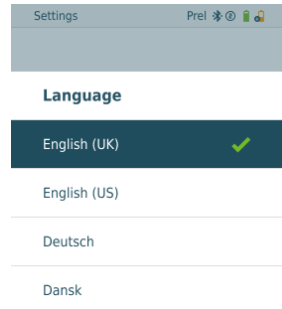 Settings Prel
Language
English (UK)
English (US)
Deutsch
Dansk